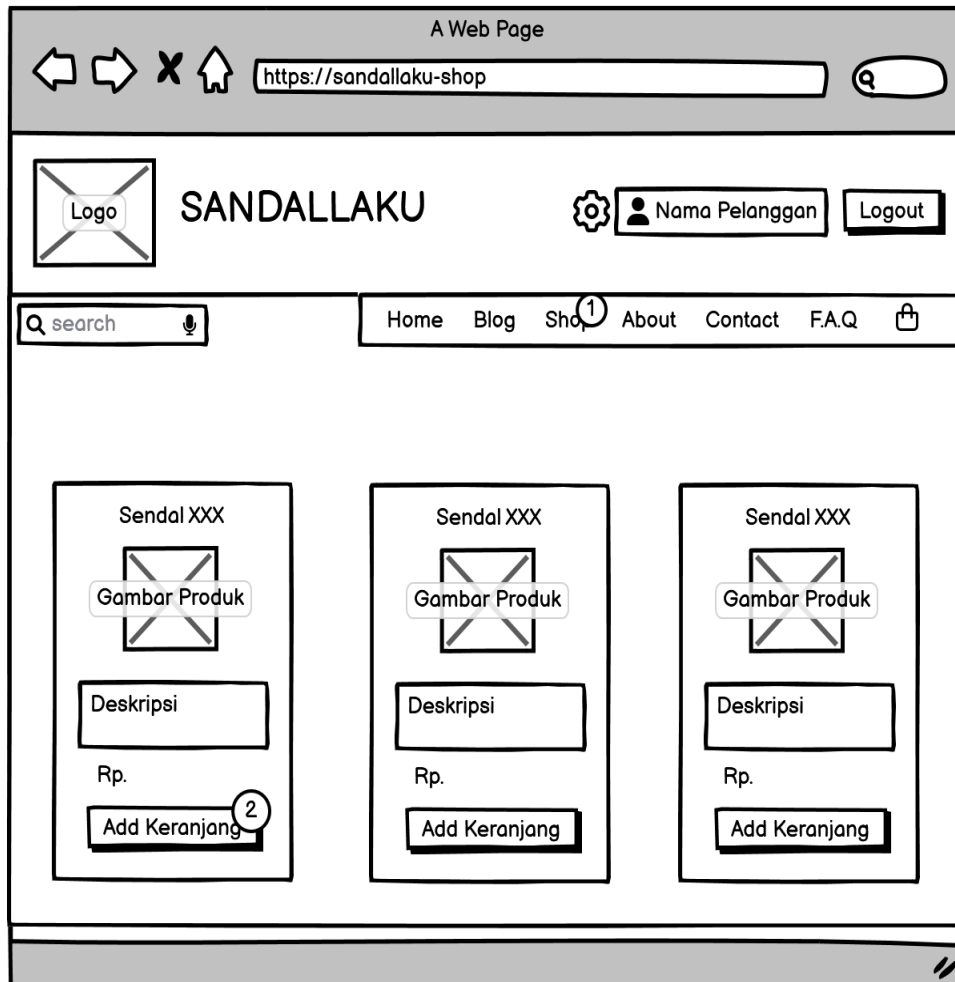 A Web Page
https://sandallaku-shop
Logo
SANDALLAKU
Nama Pelanggan
Logout
search
Home Blog Shop 1 About Contact F.A.Q
Sendal XXX
Gambar Produk
Deskripsi
Rp.
Add Keranjang 2
Sendal XXX
Gambar Produk
Deskripsi
Rp.
Add Keranjang
Sendal XXX
Gambar Produk
Deskripsi
Rp.
Add Keranjang